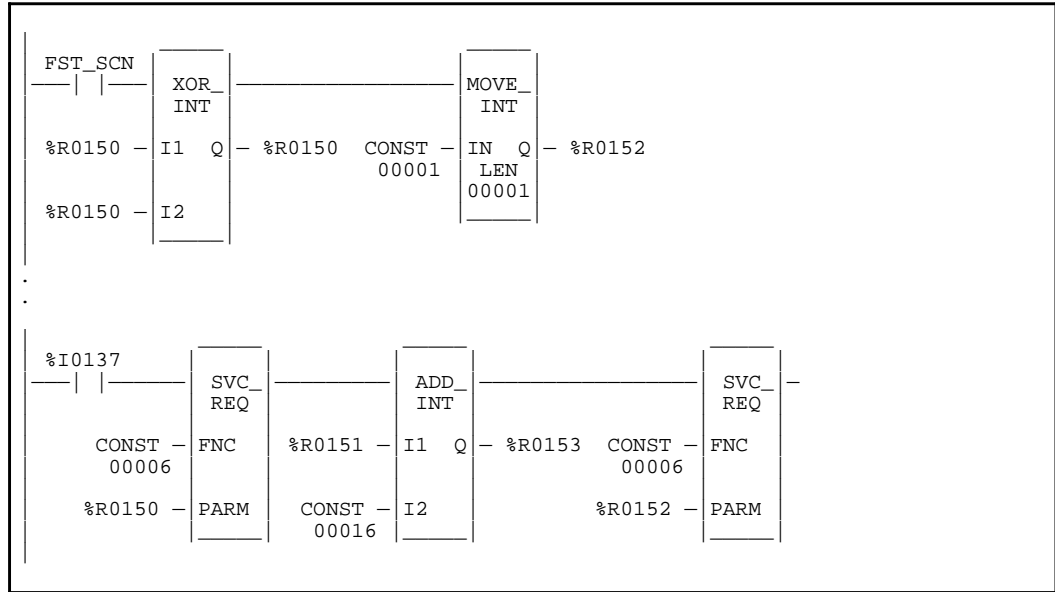 FST_SCN
XOR_ MOVE_
INT INT
%R0150 I1 Q %R0150 CONST IN Q %R0152
00001 LEN
00001
%R0150 I2
.
.
%I0137
SVC_ ADD_ SVC_
REQ INT REQ
CONST FNC %R0151 I1 Q %R0153 CONST FNC
00006 00006
%R0150 PARM CONST I2 %R0152 PARM
00016